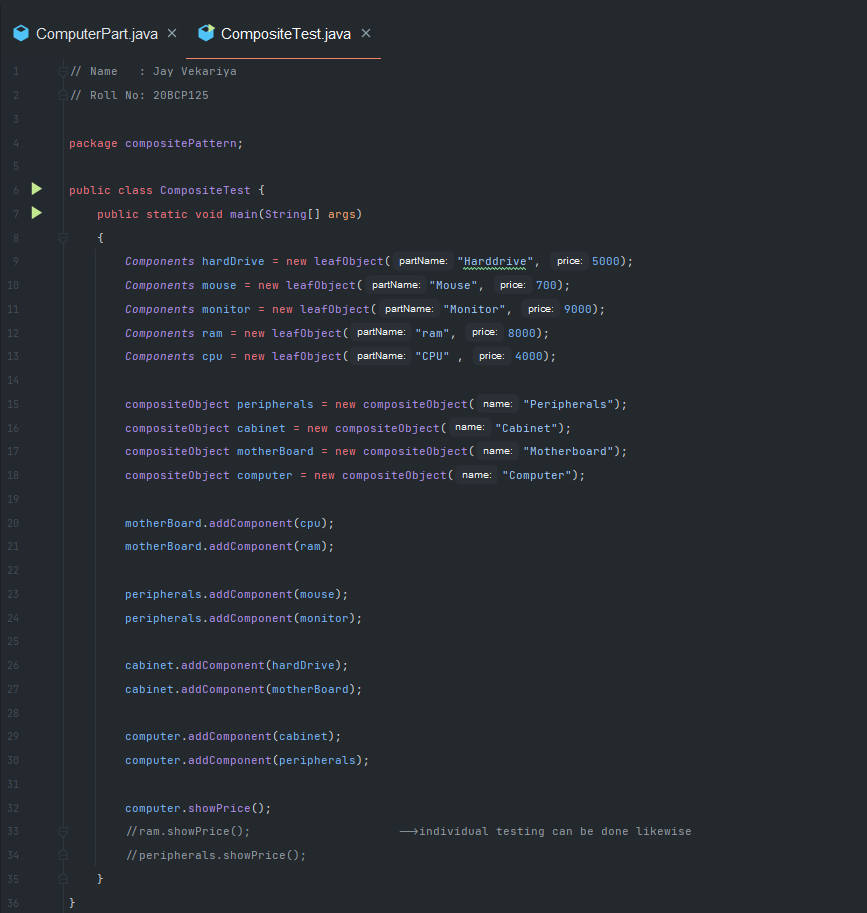 ComputerPart.java × CompositeTest.java ×
1 // Name   : Jay Vekariya
2 // Roll No: 20BCP125
3
4 package compositePattern;
5
6 public class CompositeTest {
7     public static void main(String[] args)
8     {
9         Components hardDrive = new leafObject( partName: "Harddrive", price: 5000);
10         Components mouse = new leafObject( partName: "Mouse", price: 700);
11         Components monitor = new leafObject( partName: "Monitor", price: 9000);
12         Components ram = new leafObject( partName: "ram", price: 8000);
13         Components cpu = new leafObject( partName: "CPU" , price: 4000);
14
15         compositeObject peripherals = new compositeObject( name: "Peripherals");
16         compositeObject cabinet = new compositeObject( name: "Cabinet");
17         compositeObject motherBoard = new compositeObject( name: "Motherboard");
18         compositeObject computer = new compositeObject( name: "Computer");
19
20         motherBoard.addComponent(cpu);
21         motherBoard.addComponent(ram);
22
23         peripherals.addComponent(mouse);
24         peripherals.addComponent(monitor);
25
26         cabinet.addComponent(hardDrive);
27         cabinet.addComponent(motherBoard);
28
29         computer.addComponent(cabinet);
30         computer.addComponent(peripherals);
31
32         computer.showPrice();
33         //ram.showPrice();                     -->individual testing can be done likewise
34         //peripherals.showPrice();
35     }
36 }